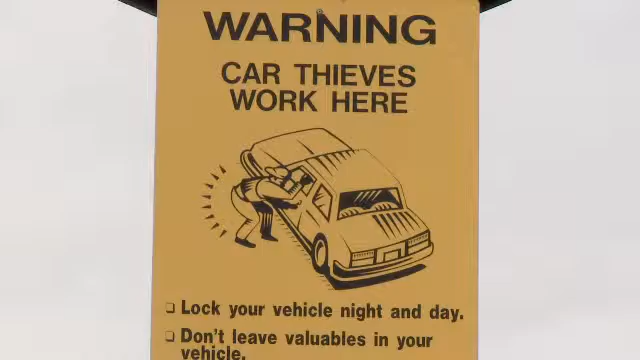 WARNING
CAR THIEVES
WORK HERE
❑ Lock your vehicle night and day.
❑ Don't leave valuables in your
vehicle.